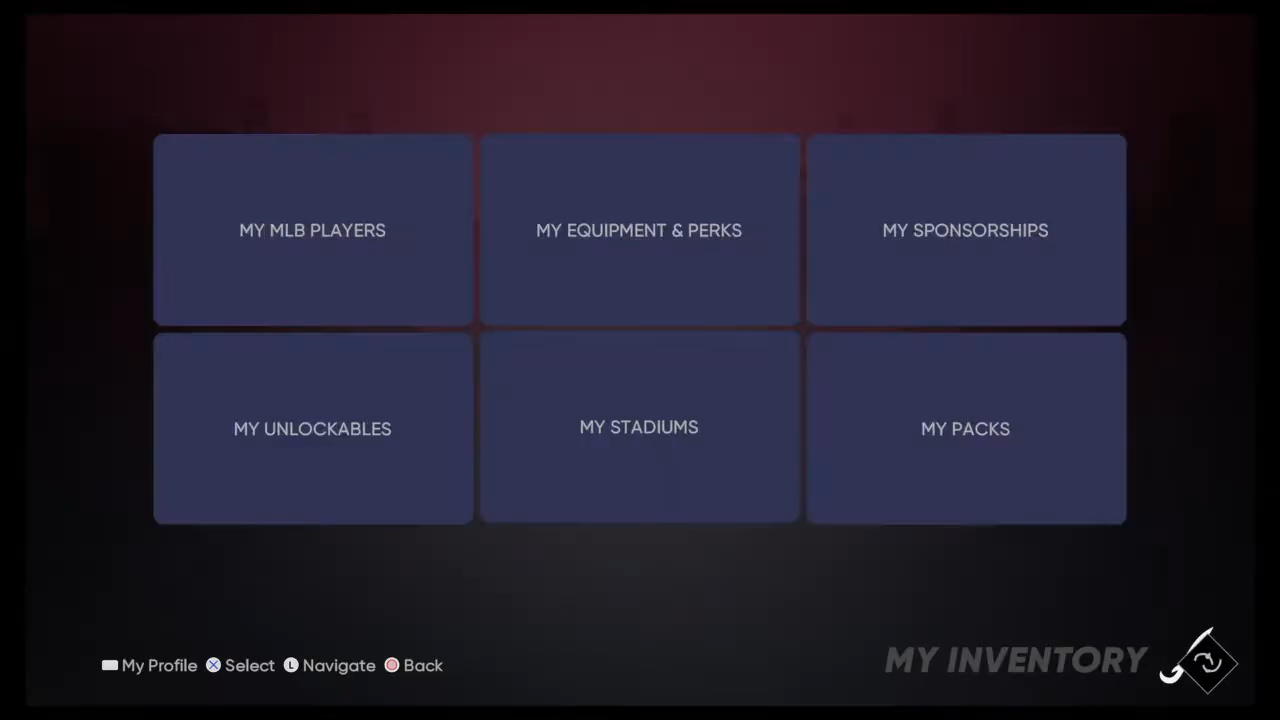 MY MLB PLAYERS
MY EQUIPMENT & PERKS
MY SPONSORSHIPS
MY UNLOCKABLES
MY STADIUMS
MY PACKS
My Profile Select L Navigate Back
MY INVENTORY